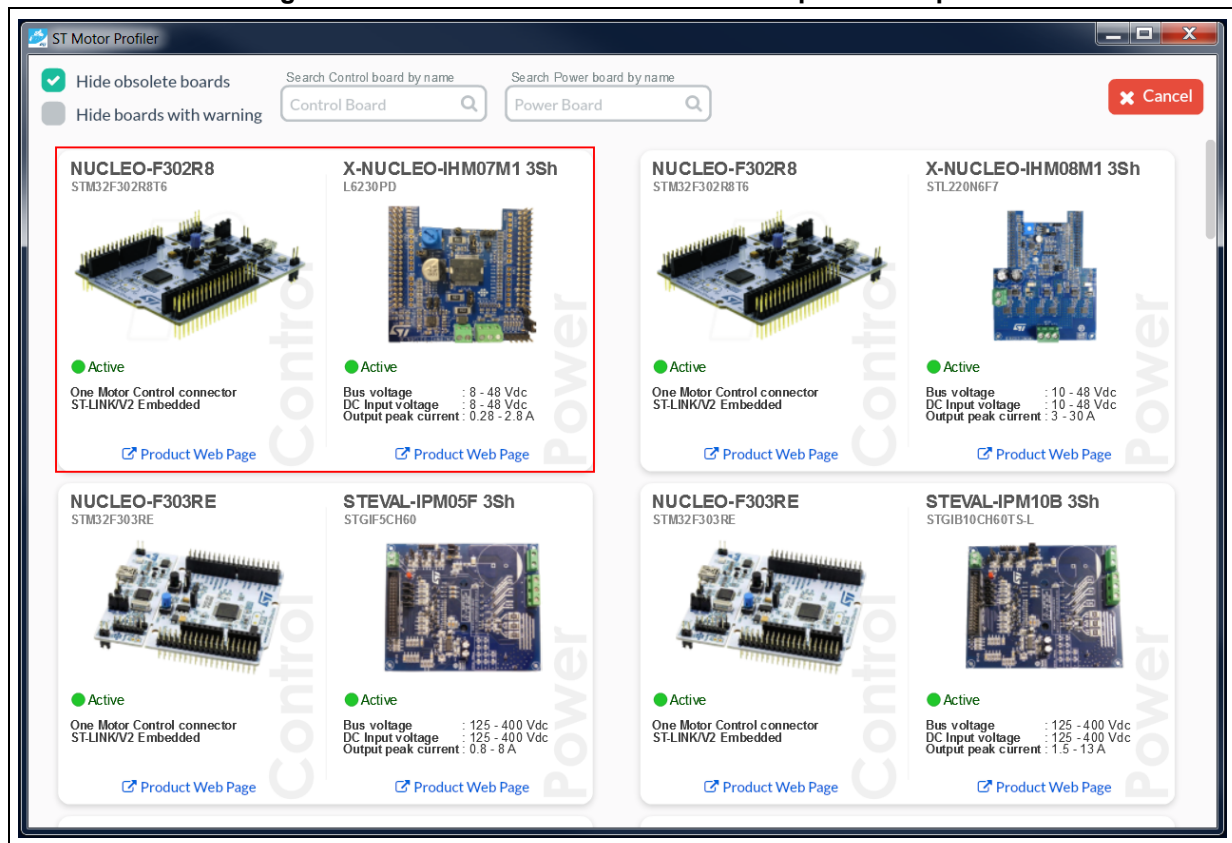 ST Motor Profiler
Hide obsolete boards
Hide boards with warning
Search Control board by name
Control Board
Search Power board by name
Power Board
Cancel
NUCLEO-F302R8
STM32F302R8T6
Control
Active
One Motor Control connector
ST-LINK/V2 Embedded
Product Web Page
X-NUCLEO-IHM07M1 3Sh
L6230PD
Power
Active
Bus voltage : 8 - 48 Vdc
DC Input voltage : 8 - 48 Vdc
Output peak current : 0.28 - 2.8 A
Product Web Page
NUCLEO-F302R8
STM32F302R8T6
Control
Active
One Motor Control connector
ST-LINK/V2 Embedded
Product Web Page
X-NUCLEO-IHM08M1 3Sh
STL220N6F7
Power
Active
Bus voltage : 10 - 48 Vdc
DC Input voltage : 10 - 48 Vdc
Output peak current : 3 - 30 A
Product Web Page
NUCLEO-F303RE
STM32F303RE
Control
Active
One Motor Control connector
ST-LINK/V2 Embedded
Product Web Page
STEVAL-IPM05F 3Sh
STGIF5CH60
Power
Active
Bus voltage : 125 - 400 Vdc
DC Input voltage : 125 - 400 Vdc
Output peak current : 0.8 - 8 A
Product Web Page
NUCLEO-F303RE
STM32F303RE
Control
Active
One Motor Control connector
ST-LINK/V2 Embedded
Product Web Page
STEVAL-IPM10B 3Sh
STGIB10CH60TS-L
Power
Active
Bus voltage : 125 - 400 Vdc
DC Input voltage : 125 - 400 Vdc
Output peak current : 1.5 - 13 A
Product Web Page